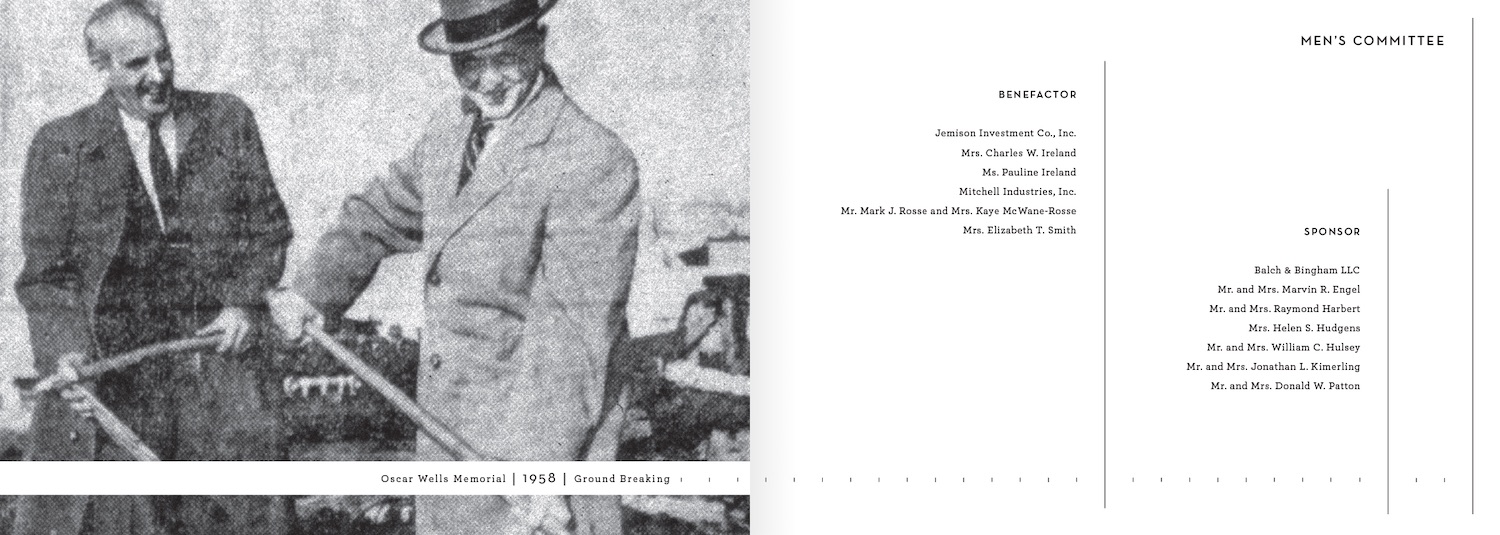 Oscar Wells Memorial | 1958 | Ground Breaking
MEN'S COMMITTEE
BENEFACTOR
Jemison Investment Co., Inc.
Mrs. Charles W. Ireland
Ms. Pauline Ireland
Mitchell Industries, Inc.
Mr. Mark J. Rosse and Mrs. Kaye McWane-Rosse
Mrs. Elizabeth T. Smith
SPONSOR
Balch & Bingham LLC
Mr. and Mrs. Marvin R. Engel
Mr. and Mrs. Raymond Harbert
Mrs. Helen S. Hudgens
Mr. and Mrs. William C. Hulsey
Mr. and Mrs. Jonathan L. Kimerling
Mr. and Mrs. Donald W. Patton